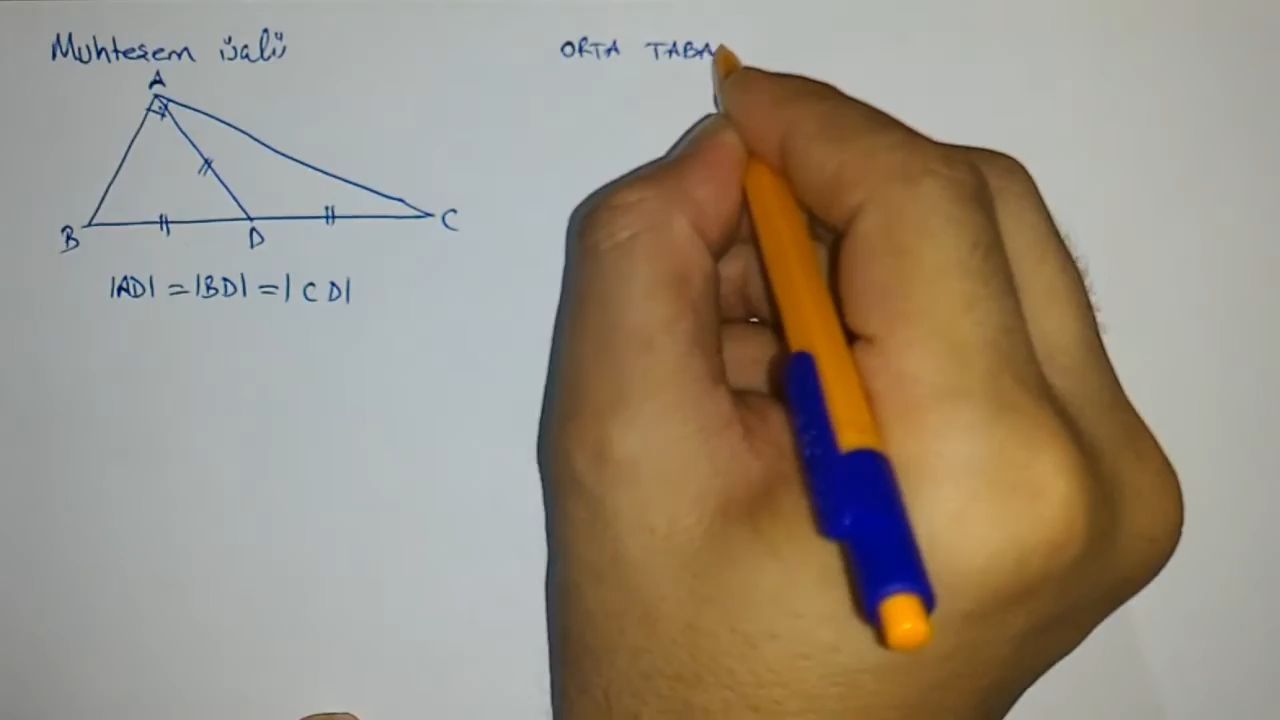 Muhteşem üçlü
ORTA TABA
A
B
D
C
|AD| = |BD| = |CD|